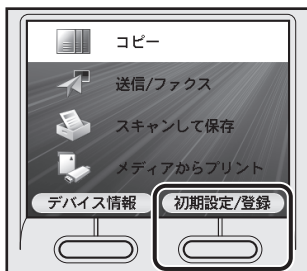 コピー
送信/ファクス
スキャンして保存
メディアからプリント
デバイス情報 初期設定/登録